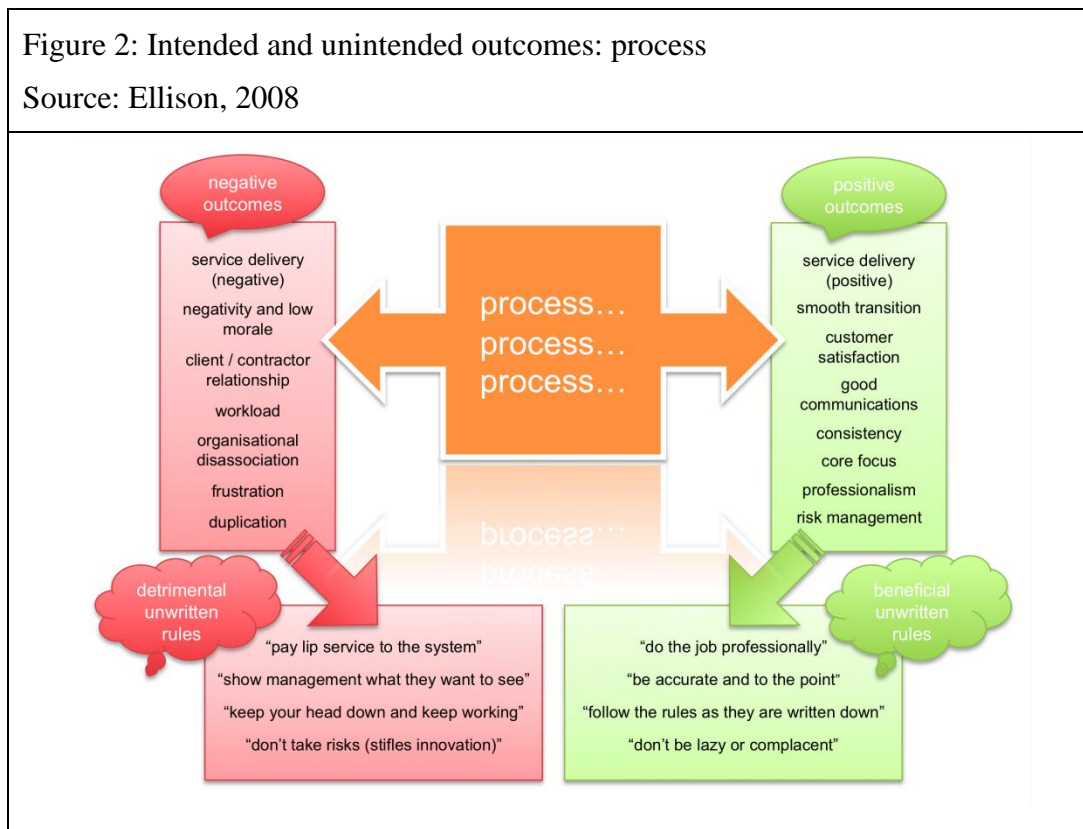 Figure 2: Intended and unintended outcomes: process
Source: Ellison, 2008
negative
outcomes
service delivery
(negative)
negativity and low
morale
client / contractor
relationship
workload
organisational
disassociation
frustration
duplication
process…
process…
process…
process…
process…
positive
outcomes
service delivery
(positive)
smooth transition
customer
satisfaction
good
communications
consistency
core focus
professionalism
risk management
detrimental
unwritten
rules
“pay lip service to the system”
“show management what they want to see”
“keep your head down and keep working”
“don’t take risks (stifles innovation)”
beneficial
unwritten
rules
“do the job professionally”
“be accurate and to the point”
“follow the rules as they are written down”
“don’t be lazy or complacent”